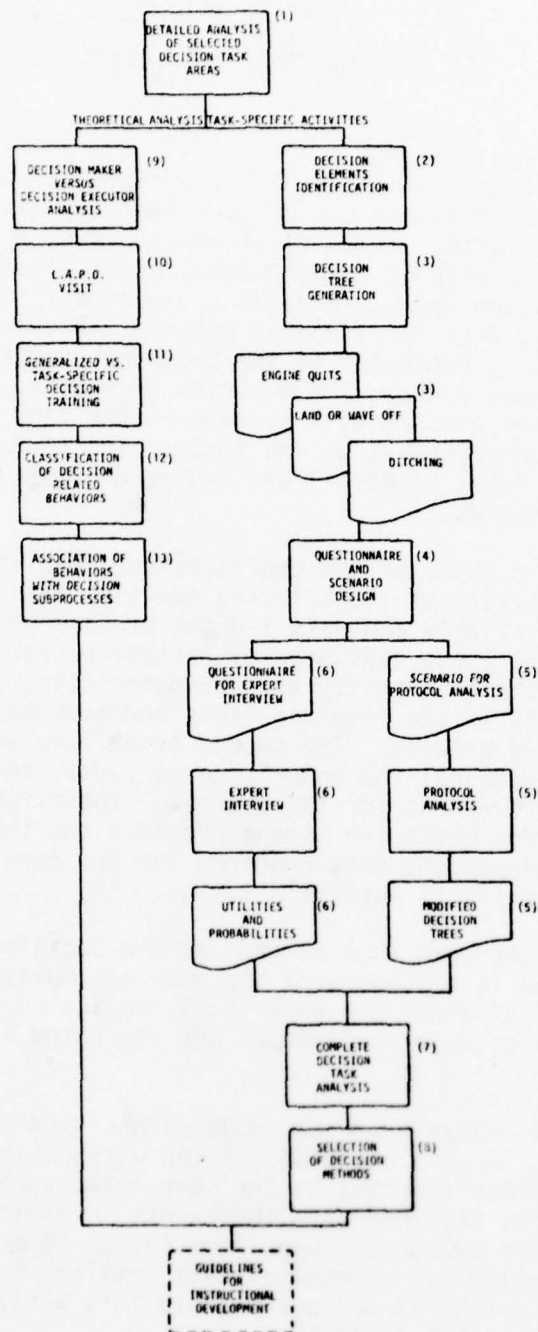 DETAILED ANALYSIS
OF SELECTED
DECISION TASK
AREAS
(1)
THEORETICAL ANALYSIS TASK-SPECIFIC ACTIVITIES
DECISION MAKER
VERSUS
DECISION EXECUTOR
ANALYSIS
(9)
L.A.P.D.
VISIT
(10)
GENERALIZED VS.
TASK-SPECIFIC
DECISION
TRAINING
(11)
CLASSIFICATION
OF DECISION
RELATED
BEHAVIORS
(12)
ASSOCIATION OF
BEHAVIORS
WITH DECISION
SUBPROCESSES
(13)
DECISION
ELEMENTS
IDENTIFICATION
(2)
DECISION
TREE
GENERATION
(3)
ENGINE QUITS
(3)
LAND OR WAVE OFF
DITCHING
QUESTIONNAIRE
AND
SCENARIO
DESIGN
(4)
QUESTIONNAIRE
FOR EXPERT
INTERVIEW
(6)
SCENARIO FOR
PROTOCOL ANALYSIS
(5)
EXPERT
INTERVIEW
(6)
PROTOCOL
ANALYSIS
(5)
UTILITIES
AND
PROBABILITIES
(6)
MODIFIED
DECISION
TREES
(5)
COMPLETE
DECISION
TASK
ANALYSIS
(7)
SELECTION
OF DECISION
METHODS
(8)
GUIDELINES
FOR
INSTRUCTIONAL
DEVELOPMENT